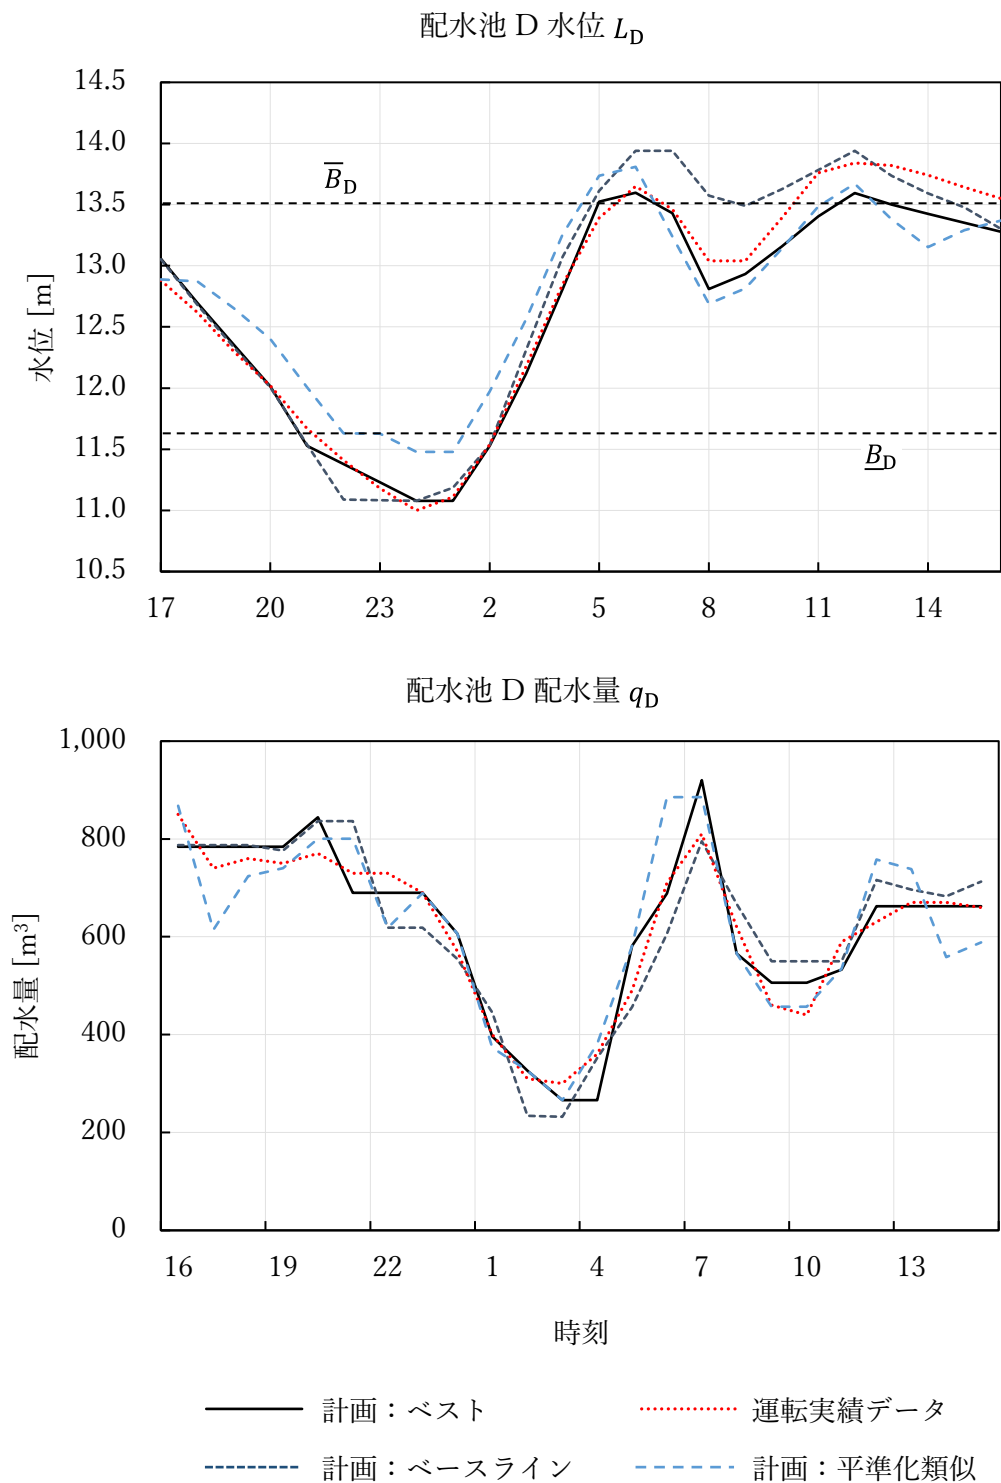 配水池 D 水位 L_D
14.5
14.0
B̅_D
13.5
13.0
水位 [m]
12.5
12.0
11.5
B̲_D
11.0
10.5
17 20 23 2 5 8 11 14
配水池 D 配水量 q_D
1,000
800
600
配水量 [m³]
400
200
0
16 19 22 1 4 7 10 13
時刻
計画：ベスト 運転実績データ
計画：ベースライン 計画：平準化類似